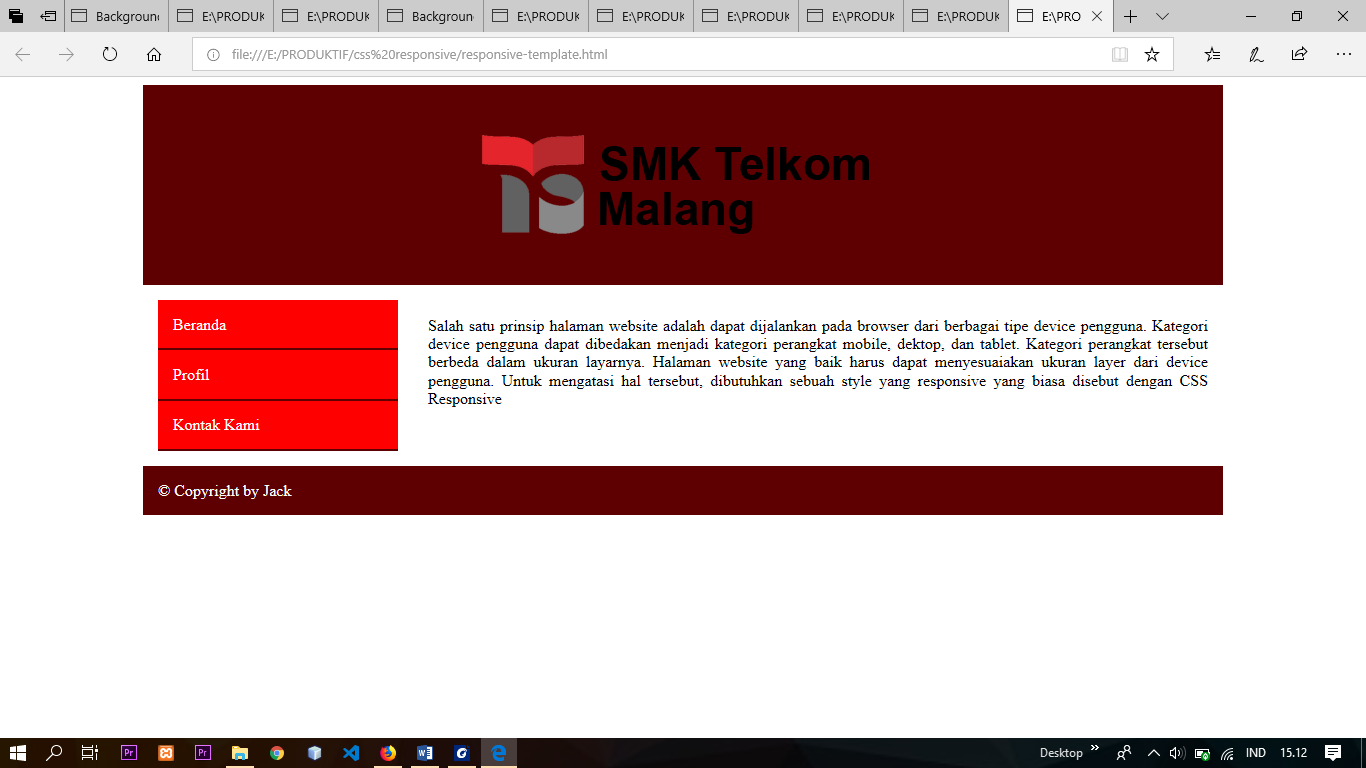 Background
E:\PRODUK
E:\PRODUK
Background
E:\PRODUK
E:\PRODUK
E:\PRODUK
E:\PRODUK
E:\PRODUK
E:\PRO
file:///E:/PRODUKTIF/css%20responsive/responsive-template.html
SMK Telkom
Malang
Beranda
Profil
Kontak Kami
Salah satu prinsip halaman website adalah dapat dijalankan pada browser dari berbagai tipe device pengguna. Kategori
device pengguna dapat dibedakan menjadi kategori perangkat mobile, dektop, dan tablet. Kategori perangkat tersebut
berbeda dalam ukuran layarnya. Halaman website yang baik harus dapat menyesuaiakan ukuran layer dari device
pengguna. Untuk mengatasi hal tersebut, dibutuhkan sebuah style yang responsive yang biasa disebut dengan CSS
Responsive
© Copyright by Jack
Pr
Pr
Desktop
IND
15.12